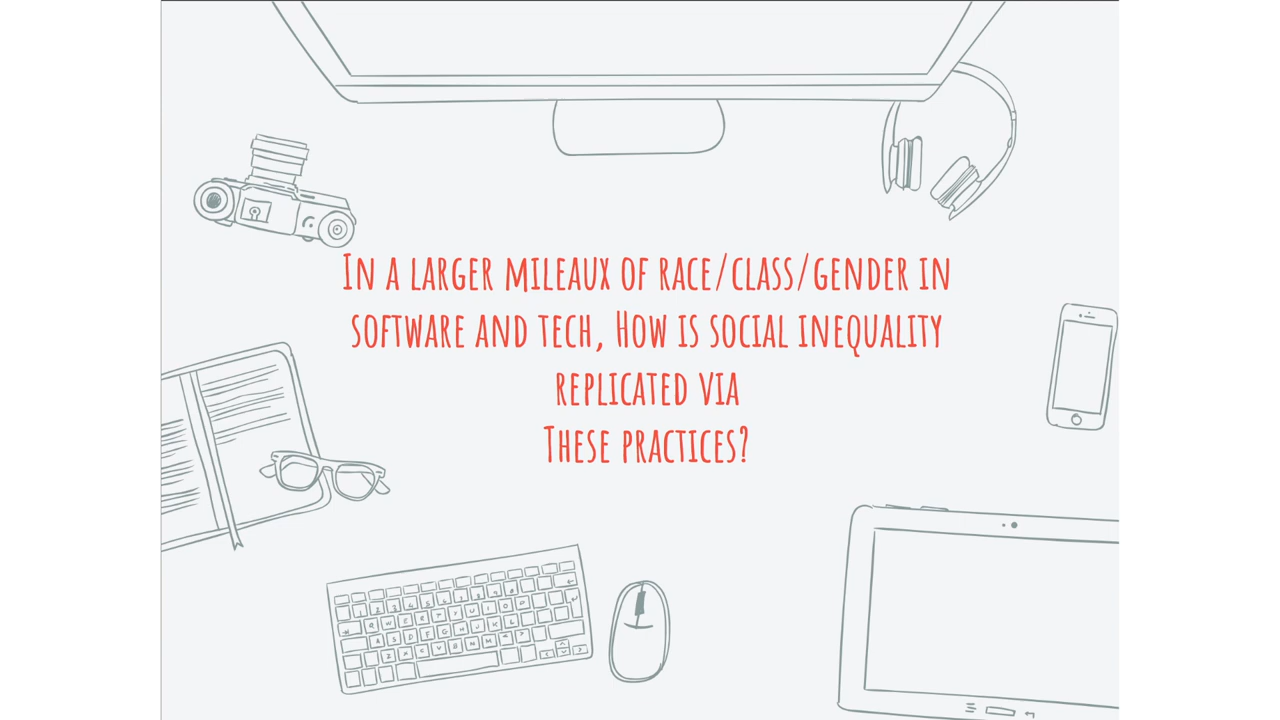 In a larger mileaux of race/class/gender in
software and tech, How is social inequality
replicated via
These practices?